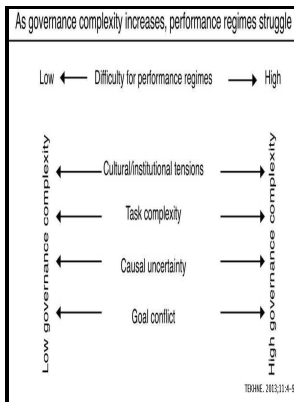 As governance complexity increases, performance regimes struggle
Low Difficulty for performance regimes High
Low governance complexity
Cultural/institutional tensions
Task complexity
Causal uncertainty
Goal conflict
High governance complexity
TEKHNE. 2013;11:4-9